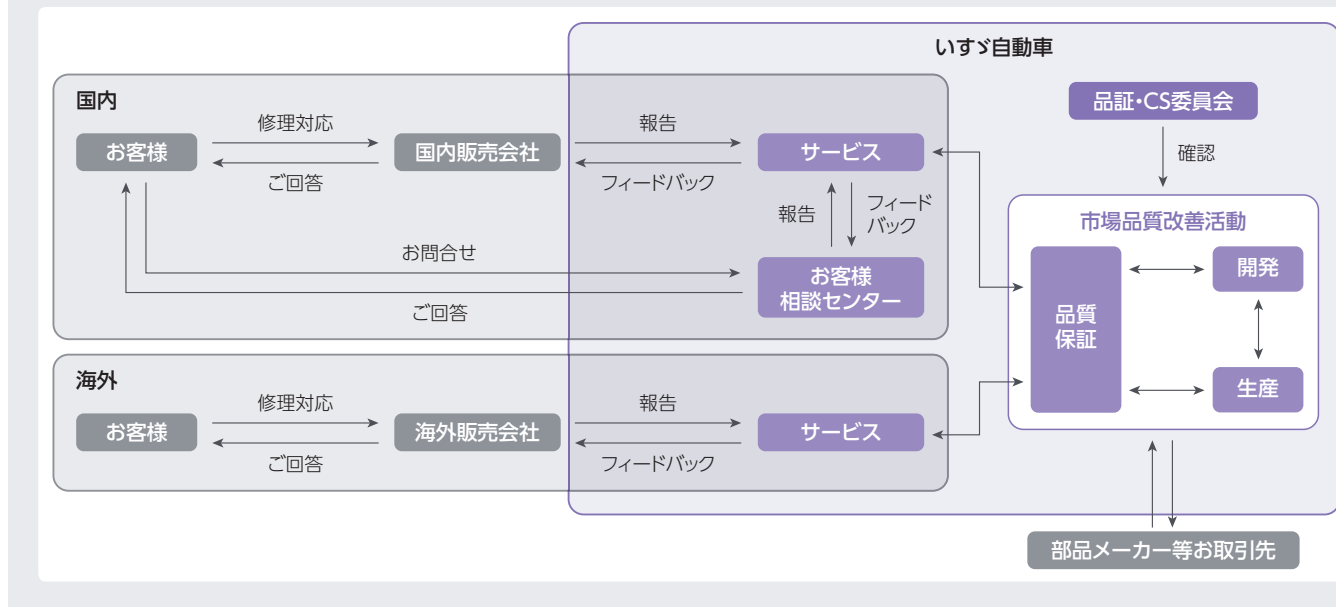 いすゞ自動車
国内
お客様
修理対応
ご回答
国内販売会社
報告
フィードバック
サービス
報告
フィード
バック
お問合せ
ご回答
お客様
相談センター
海外
お客様
修理対応
ご回答
海外販売会社
報告
フィードバック
サービス
品証・CS委員会
確認
市場品質改善活動
品質
保証
開発
生産
部品メーカー等お取引先